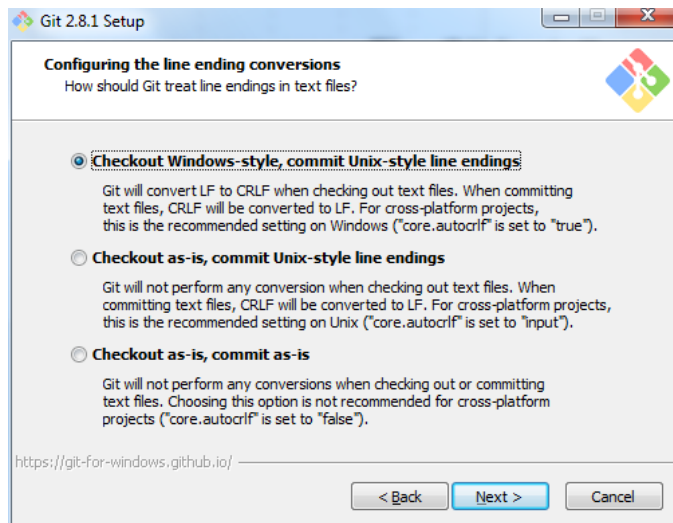 Git 2.8.1 Setup
Configuring the line ending conversions
How should Git treat line endings in text files?
Checkout Windows-style, commit Unix-style line endings
Git will convert LF to CRLF when checking out text files. When committing
text files, CRLF will be converted to LF. For cross-platform projects,
this is the recommended setting on Windows ("core.autocrlf" is set to "true").
Checkout as-is, commit Unix-style line endings
Git will not perform any conversion when checking out text files. When
committing text files, CRLF will be converted to LF. For cross-platform projects,
this is the recommended setting on Unix ("core.autocrlf" is set to "input").
Checkout as-is, commit as-is
Git will not perform any conversions when checking out or committing
text files. Choosing this option is not recommended for cross-platform
projects ("core.autocrlf" is set to "false").
https://git-for-windows.github.io/
< Back Next > Cancel